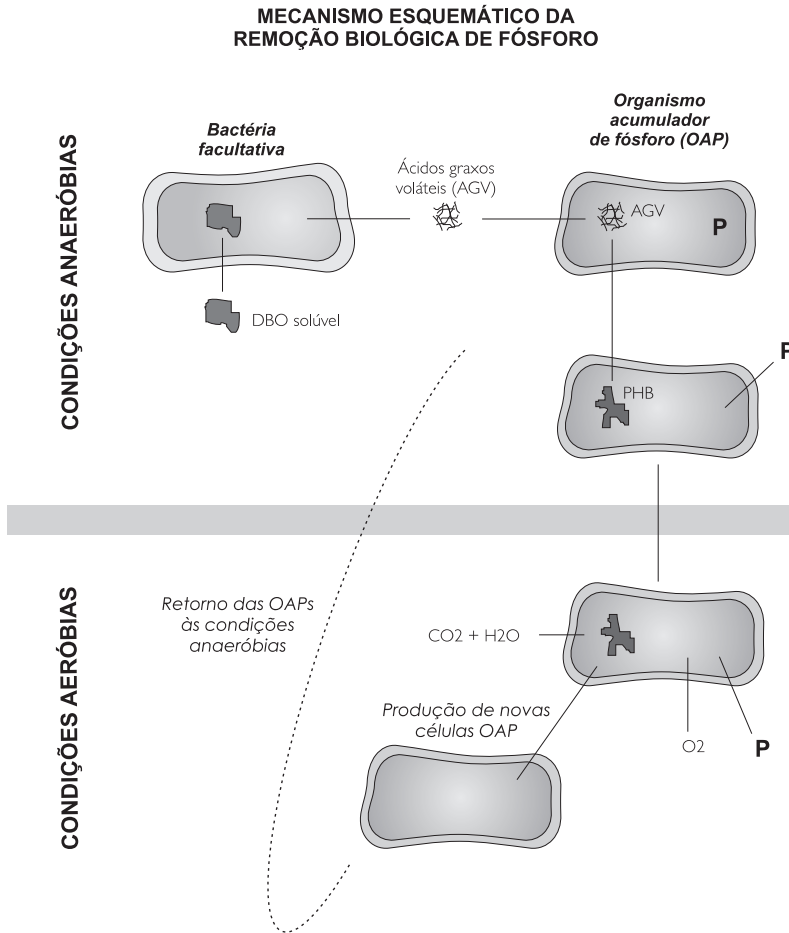 MECANISMO ESQUEMÁTICO DA
REMOÇÃO BIOLÓGICA DE FÓSFORO
CONDIÇÕES ANAERÓBIAS
Bactéria
facultativa
Ácidos graxos
voláteis (AGV)
Organismo
acumulador
de fósforo (OAP)
AGV
P
DBO solúvel
PHB
P
CONDIÇÕES AERÓBIAS
Retorno das OAPs
às condições
anaeróbias
CO2 + H2O
Produção de novas
células OAP
O2
P